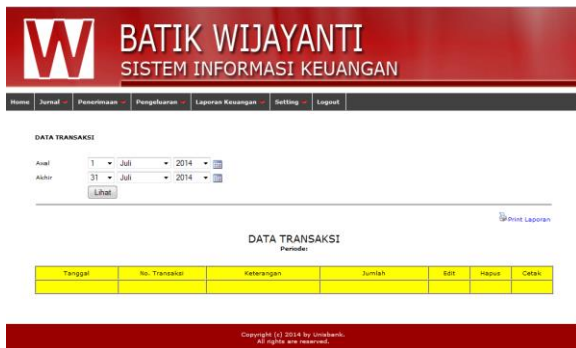 W
BATIK WIJAYANTI
SISTEM INFORMASI KEUANGAN
Home Jurnal Penerimaan Pengeluaran Laporan Keuangan Setting Logout
DATA TRANSAKSI
Awal 1 Juli 2014
Akhir 31 Juli 2014
Lihat
Print Laporan
DATA TRANSAKSI
Periode:
Tanggal No. Transaksi Keterangan Jumlah Edit Hapus Cetak
Copyright (c) 2014 by Unisbank.
All rights are reserved.